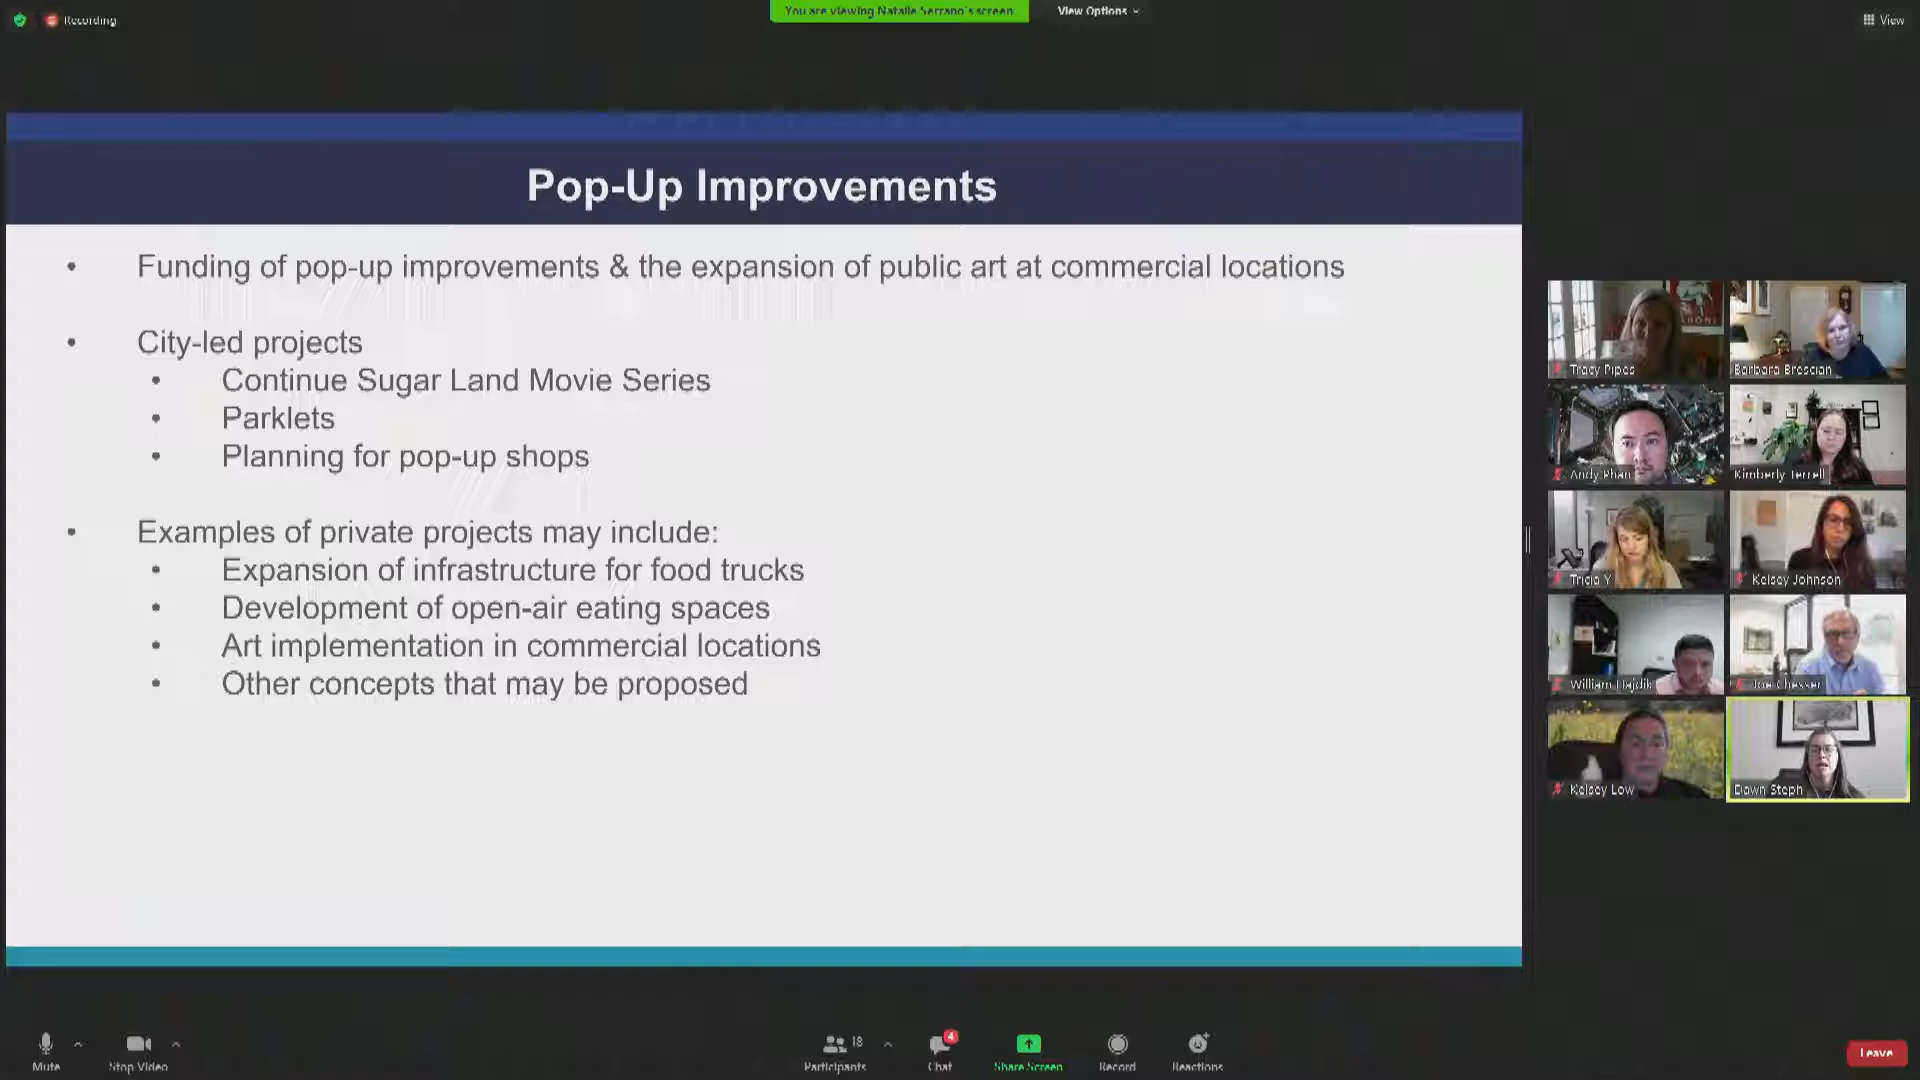 Recording
You are viewing Natalie Serrano's screen
View Options
View
Pop-Up Improvements
• Funding of pop-up improvements & the expansion of public art at commercial locations
• City-led projects
• Continue Sugar Land Movie Series
• Parklets
• Planning for pop-up shops
• Examples of private projects may include:
• Expansion of infrastructure for food trucks
• Development of open-air eating spaces
• Art implementation in commercial locations
• Other concepts that may be proposed
Tracy Pipes
Barbara Brescian
Andy Phan
Kimberly Terrell
Tricia Y
Kelsey Johnson
William Hajdik
Joe Chesser
Kelsey Low
Dawn Steph
Mute
Stop Video
18
Participants
4
Chat
Share Screen
Record
Reactions
Leave